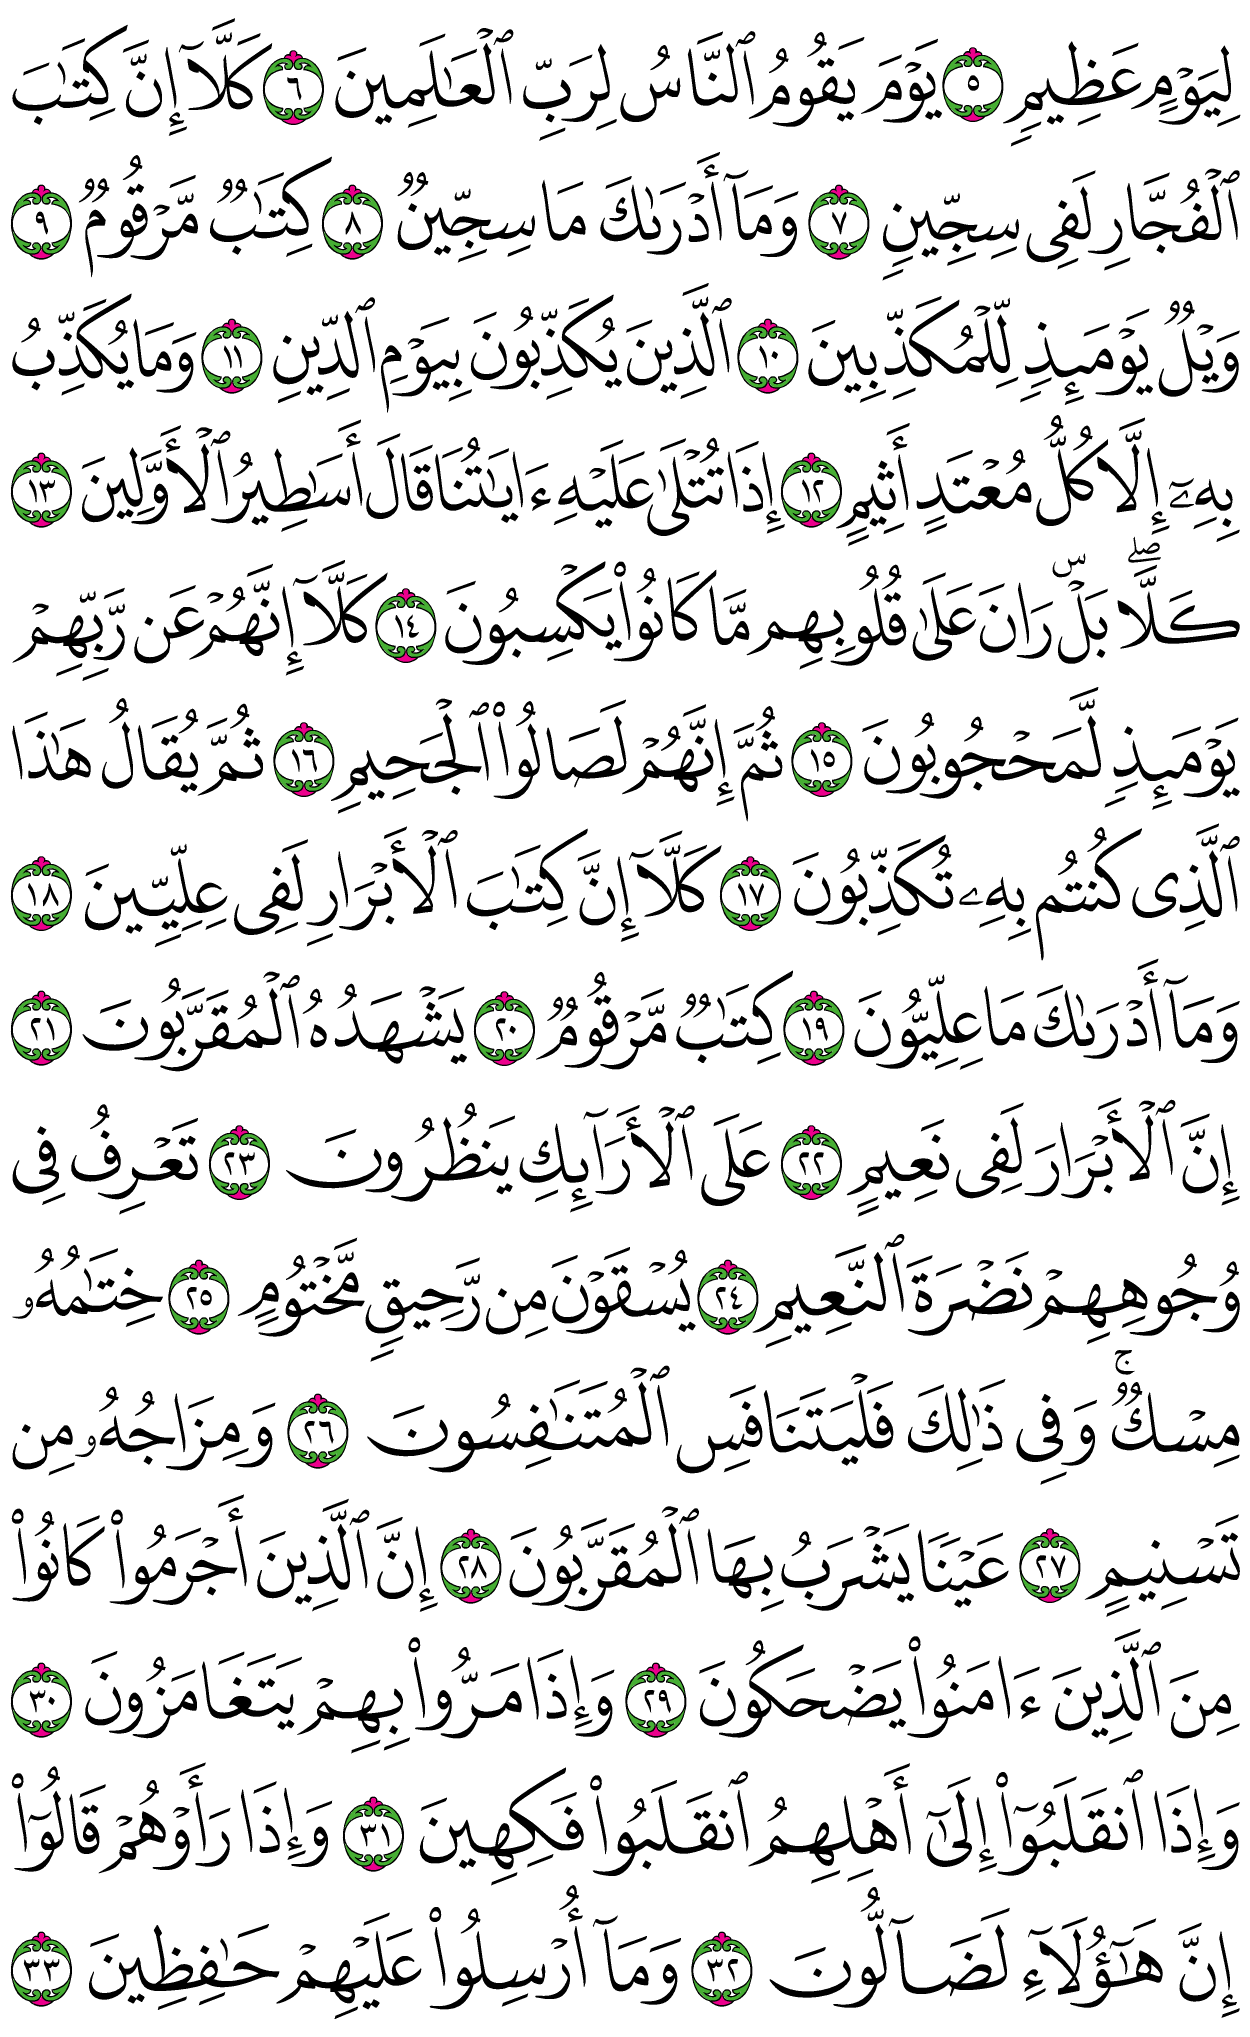 لِيَوْمٍ عَظِيمٍ ٥ يَوْمَ يَقُومُ ٱلنَّاسُ لِرَبِّ ٱلْعَٰلَمِينَ ٦ كَلَّآ إِنَّ كِتَٰبَ
ٱلْفُجَّارِ لَفِى سِجِّينٍ ٧ وَمَآ أَدْرَىٰكَ مَا سِجِّينٌ ٨ كِتَٰبٌ مَّرْقُومٌ ٩
وَيْلٌ يَوْمَئِذٍ لِّلْمُكَذِّبِينَ ١٠ ٱلَّذِينَ يُكَذِّبُونَ بِيَوْمِ ٱلدِّينِ ١١ وَمَا يُكَذِّبُ
بِهِۦٓ إِلَّا كُلُّ مُعْتَدٍ أَثِيمٍ ١٢ إِذَا تُتْلَىٰ عَلَيْهِ ءَايَٰتُنَا قَالَ أَسَٰطِيرُ ٱلْأَوَّلِينَ ١٣
كَلَّا ۖ بَلْ ۜ رَانَ عَلَىٰ قُلُوبِهِم مَّا كَانُوا۟ يَكْسِبُونَ ١٤ كَلَّآ إِنَّهُمْ عَن رَّبِّهِمْ
يَوْمَئِذٍ لَّمَحْجُوبُونَ ١٥ ثُمَّ إِنَّهُمْ لَصَالُوا۟ ٱلْجَحِيمِ ١٦ ثُمَّ يُقَالُ هَٰذَا
ٱلَّذِى كُنتُم بِهِۦ تُكَذِّبُونَ ١٧ كَلَّآ إِنَّ كِتَٰبَ ٱلْأَبْرَارِ لَفِى عِلِّيِّينَ ١٨
وَمَآ أَدْرَىٰكَ مَا عِلِّيُّونَ ١٩ كِتَٰبٌ مَّرْقُومٌ ٢٠ يَشْهَدُهُ ٱلْمُقَرَّبُونَ ٢١
إِنَّ ٱلْأَبْرَارَ لَفِى نَعِيمٍ ٢٢ عَلَى ٱلْأَرَآئِكِ يَنظُرُونَ ٢٣ تَعْرِفُ فِى
وُجُوهِهِمْ نَضْرَةَ ٱلنَّعِيمِ ٢٤ يُسْقَوْنَ مِن رَّحِيقٍ مَّخْتُومٍ ٢٥ خِتَٰمُهُۥ
مِسْكٌ ۚ وَفِى ذَٰلِكَ فَلْيَتَنَافَسِ ٱلْمُتَنَٰفِسُونَ ٢٦ وَمِزَاجُهُۥ مِن
تَسْنِيمٍ ٢٧ عَيْنًا يَشْرَبُ بِهَا ٱلْمُقَرَّبُونَ ٢٨ إِنَّ ٱلَّذِينَ أَجْرَمُوا۟ كَانُوا۟
مِنَ ٱلَّذِينَ ءَامَنُوا۟ يَضْحَكُونَ ٢٩ وَإِذَا مَرُّوا۟ بِهِمْ يَتَغَامَزُونَ ٣٠
وَإِذَا ٱنقَلَبُوٓا۟ إِلَىٰٓ أَهْلِهِمُ ٱنقَلَبُوا۟ فَكِهِينَ ٣١ وَإِذَا رَأَوْهُمْ قَالُوٓا۟
إِنَّ هَٰٓؤُلَآءِ لَضَآلُّونَ ٣٢ وَمَآ أُرْسِلُوا۟ عَلَيْهِمْ حَٰفِظِينَ ٣٣